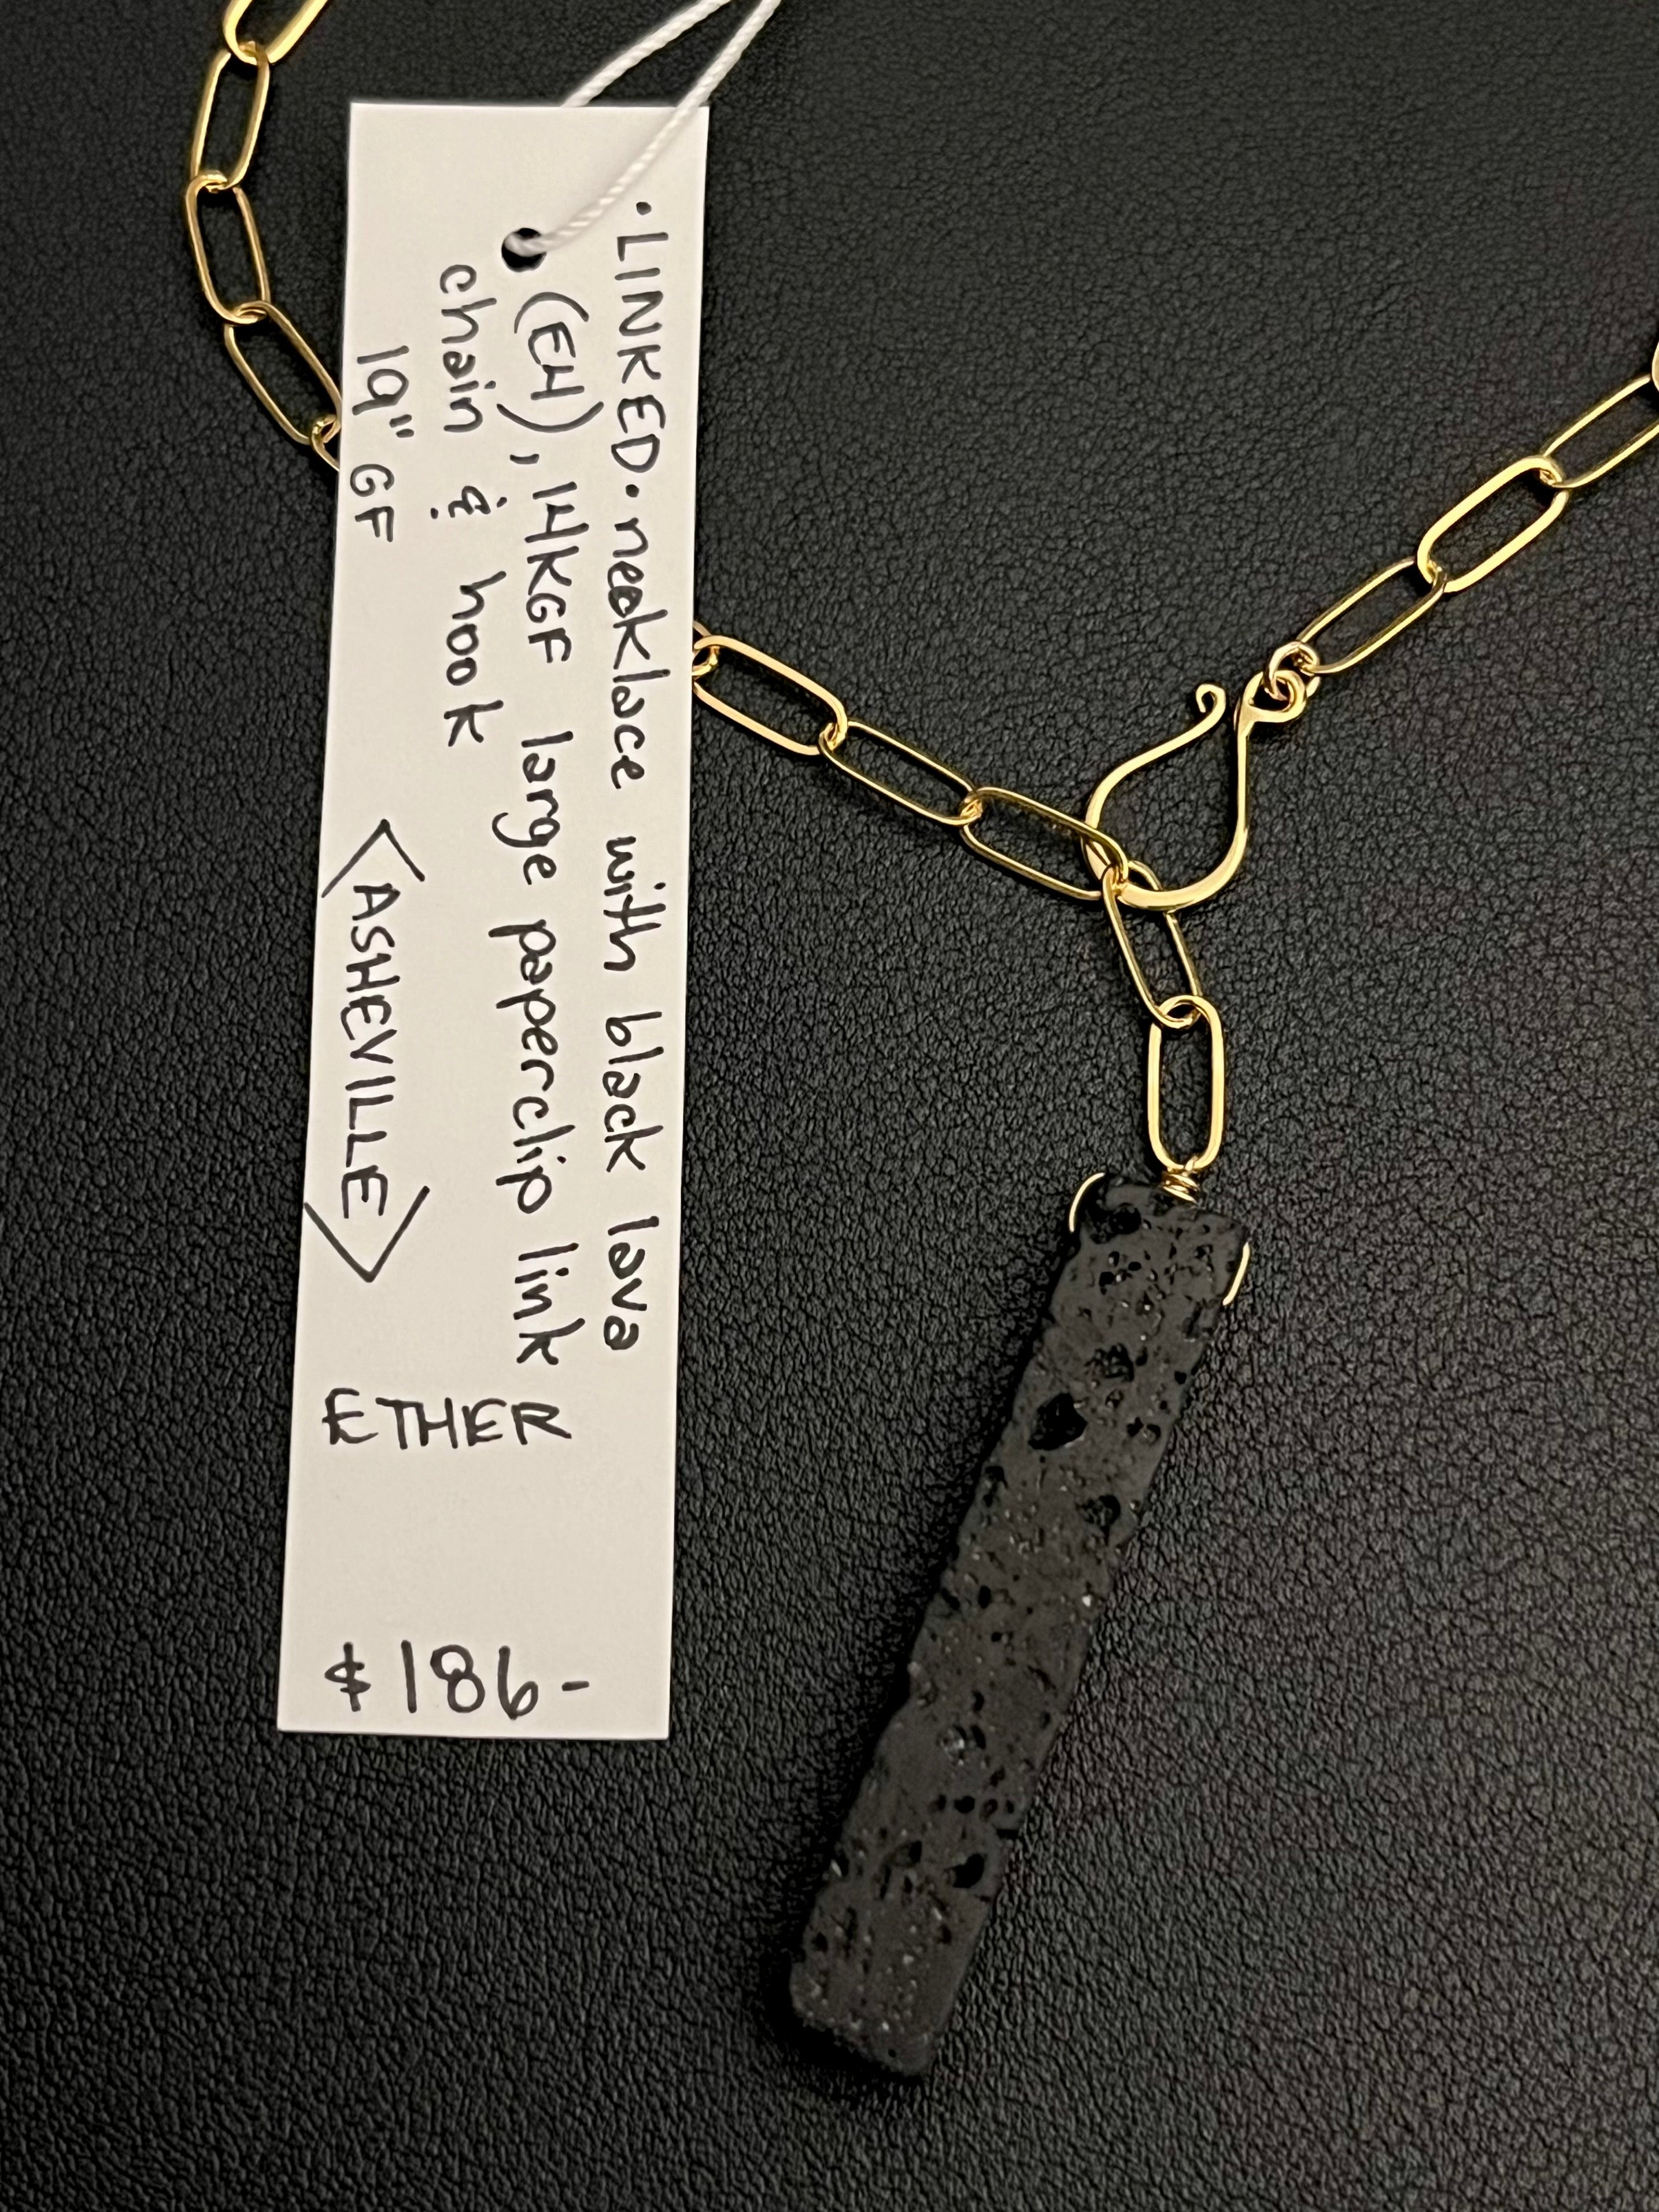 ·LINKED· necklace with black lava
(EH), 14KGF large paperclip link
chain & hook
19" GF
<ASHEVILLE>
ETHER
$186-